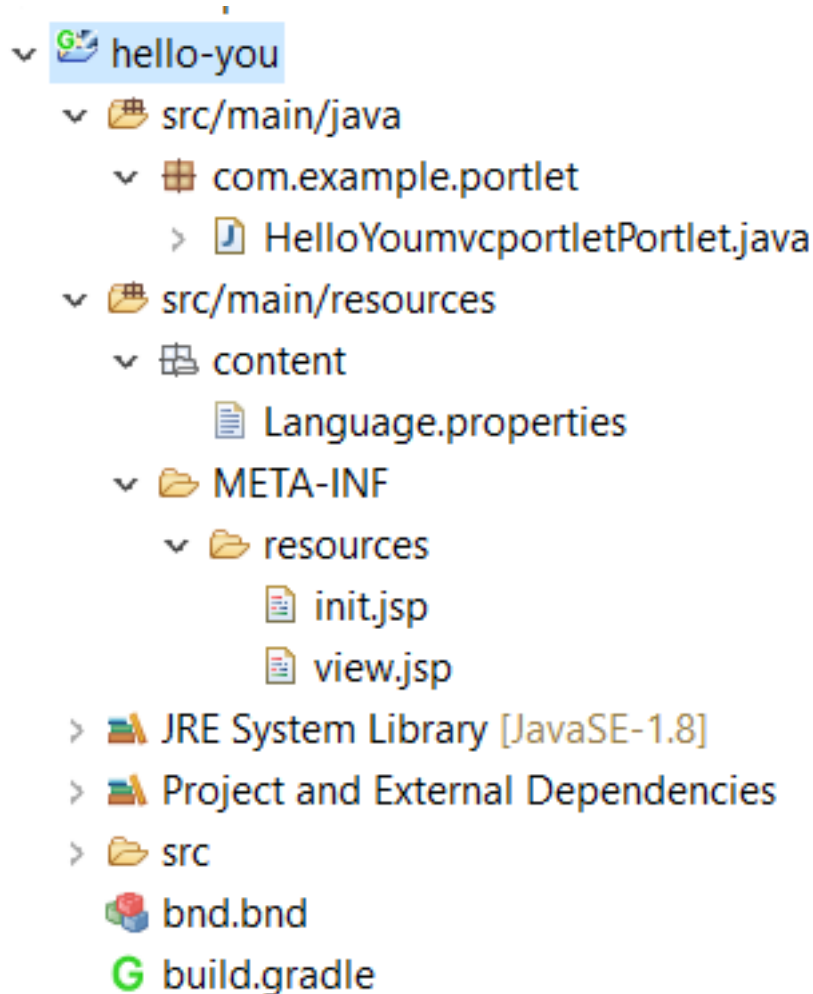 hello-you
src/main/java
com.example.portlet
HelloYoumvcportletPortlet.java
src/main/resources
content
Language.properties
META-INF
resources
init.jsp
view.jsp
JRE System Library [JavaSE-1.8]
Project and External Dependencies
src
bnd.bnd
build.gradle